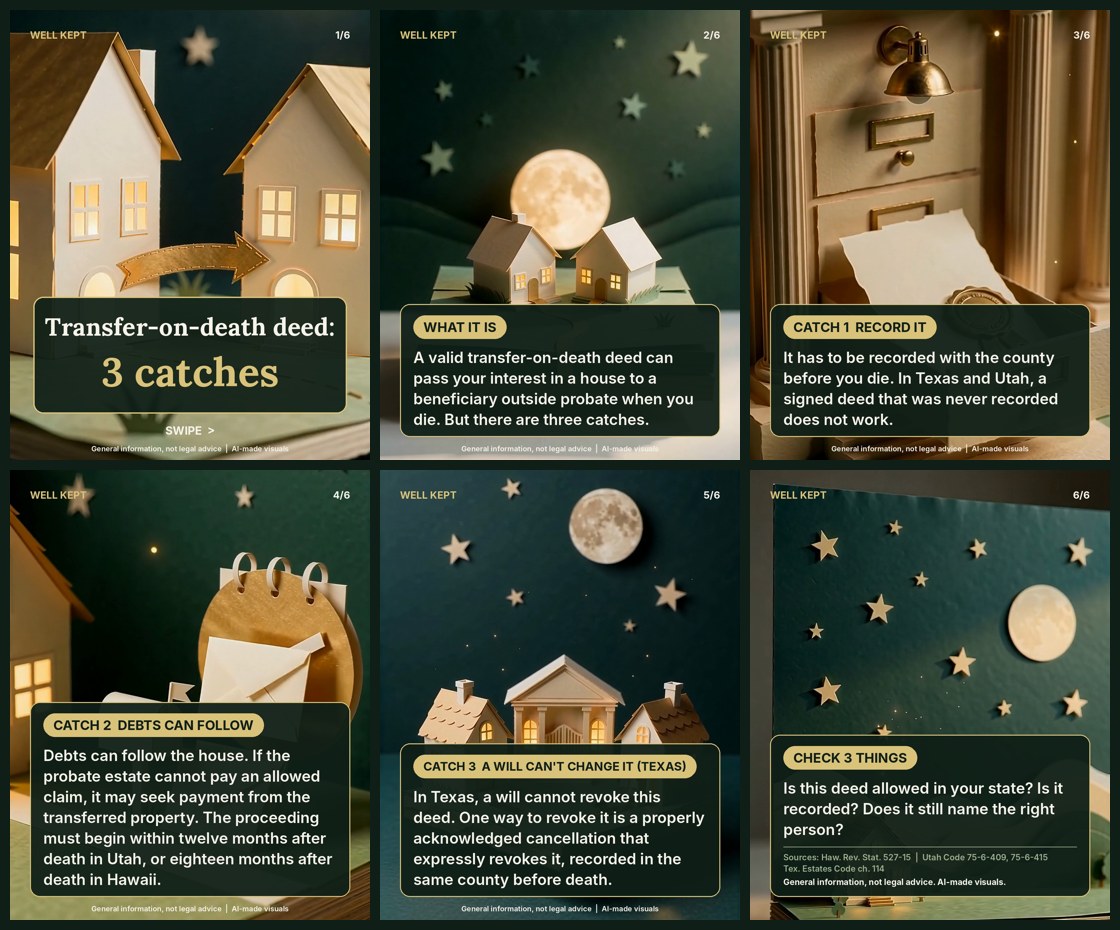 WELL KEPT
1/6
Transfer-on-death deed:
3 catches
SWIPE >
General information, not legal advice | AI-made visuals
WELL KEPT
2/6
WHAT IT IS
A valid transfer-on-death deed can
pass your interest in a house to a
beneficiary outside probate when you
die. But there are three catches.
General information, not legal advice | AI-made visuals
WELL KEPT
3/6
CATCH 1 RECORD IT
It has to be recorded with the county
before you die. In Texas and Utah, a
signed deed that was never recorded
does not work.
General information, not legal advice | AI-made visuals
WELL KEPT
4/6
CATCH 2 DEBTS CAN FOLLOW
Debts can follow the house. If the
probate estate cannot pay an allowed
claim, it may seek payment from the
transferred property. The proceeding
must begin within twelve months after
death in Utah, or eighteen months after
death in Hawaii.
General information, not legal advice | AI-made visuals
WELL KEPT
5/6
CATCH 3 A WILL CAN'T CHANGE IT (TEXAS)
In Texas, a will cannot revoke this
deed. One way to revoke it is a properly
acknowledged cancellation that
expressly revokes it, recorded in the
same county before death.
General information, not legal advice | AI-made visuals
WELL KEPT
6/6
CHECK 3 THINGS
Is this deed allowed in your state? Is it
recorded? Does it still name the right
person?
Sources: Haw. Rev. Stat. 527-15 | Utah Code 75-6-409, 75-6-415
Tex. Estates Code ch. 114
General information, not legal advice. AI-made visuals.